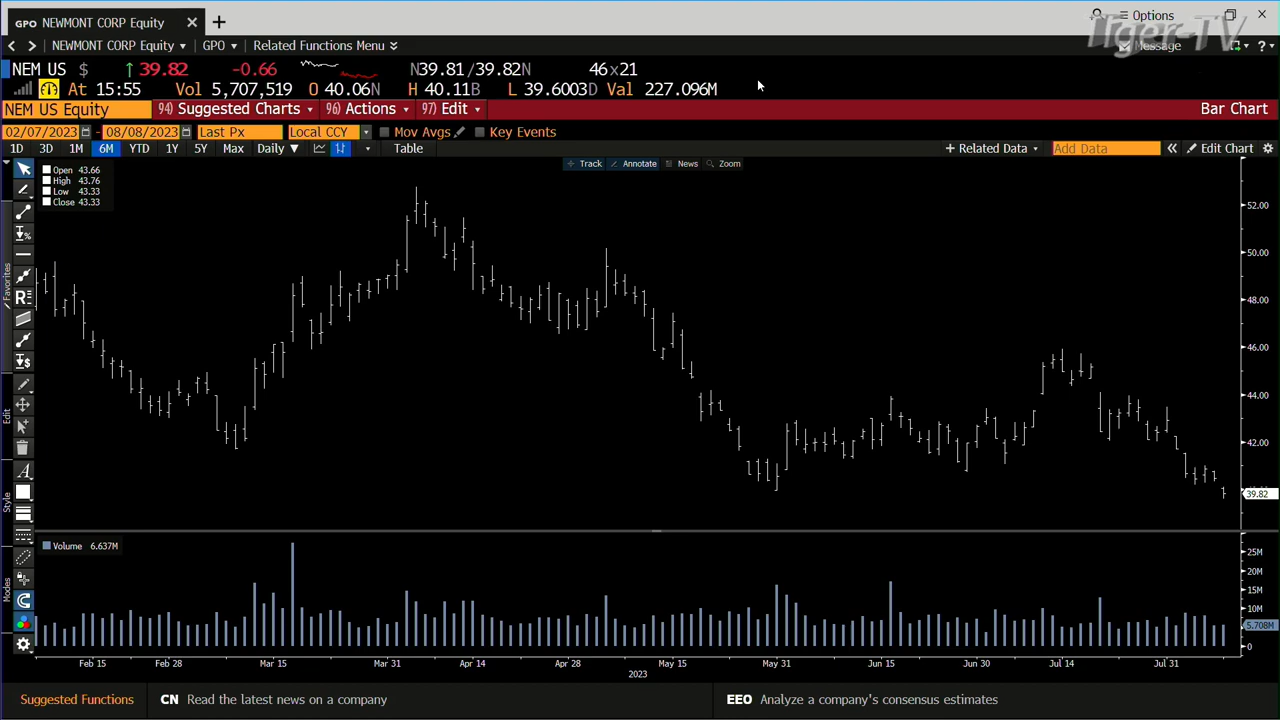 GPO NEWMONT CORP Equity × +
Options
Tiger-TV
< > NEWMONT CORP Equity GPO Related Functions Menu
Message ?
NEM US $ ↑ 39.82 -0.66 N39.81/39.82N 46x21
At 15:55 Vol 5,707,519 O 40.06N H 40.11B L 39.6003D Val 227.096M
NEM US Equity 94) Suggested Charts 96) Actions 97) Edit Bar Chart
02/07/2023 - 08/08/2023 Last Px Local CCY Mov Avgs Key Events
1D 3D 1M 6M YTD 1Y 5Y Max Daily ▼ Table + Related Data Add Data « Edit Chart
Track Annotate News Zoom
Open 43.66
High 43.76
Low 43.33
Close 43.33
52.00
50.00
48.00
46.00
44.00
42.00
39.82
Favorites
Edit
Style
Modes
Volume 6.637M
25M
20M
15M
10M
5.708M
0
Feb 15 Feb 28 Mar 15 Mar 31 Apr 14 Apr 28 May 15 May 31 Jun 15 Jun 30 Jul 14 Jul 31
2023
Suggested Functions CN Read the latest news on a company EEO Analyze a company's consensus estimates